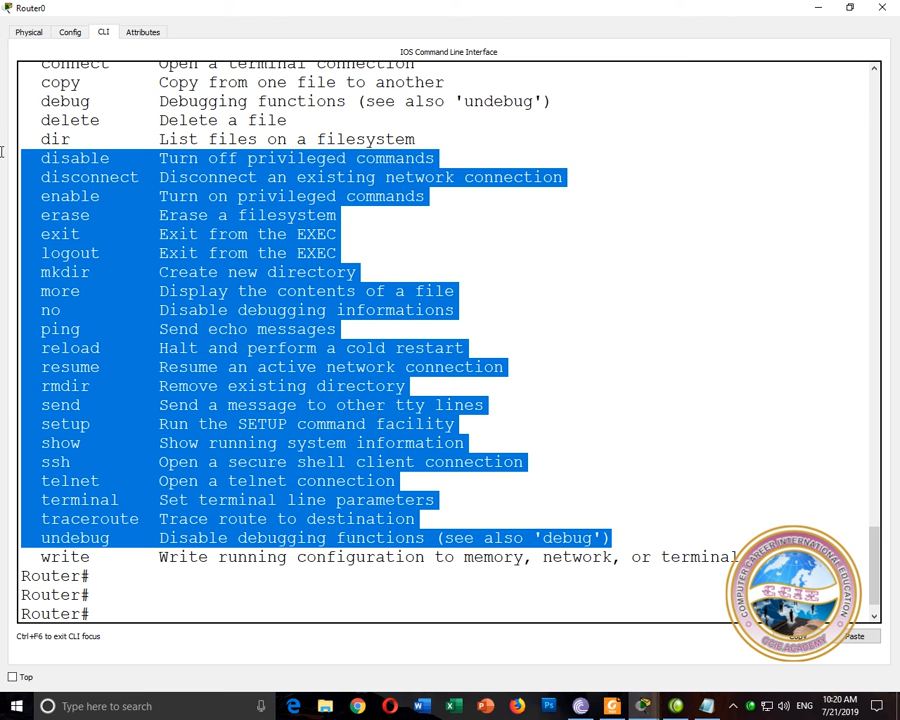 Router0
Physical Config CLI Attributes
IOS Command Line Interface
connect Open a terminal connection
copy Copy from one file to another
debug Debugging functions (see also 'undebug')
delete Delete a file
dir List files on a filesystem
disable Turn off privileged commands
disconnect Disconnect an existing network connection
enable Turn on privileged commands
erase Erase a filesystem
exit Exit from the EXEC
logout Exit from the EXEC
mkdir Create new directory
more Display the contents of a file
no Disable debugging informations
ping Send echo messages
reload Halt and perform a cold restart
resume Resume an active network connection
rmdir Remove existing directory
send Send a message to other tty lines
setup Run the SETUP command facility
show Show running system information
ssh Open a secure shell client connection
telnet Open a telnet connection
terminal Set terminal line parameters
traceroute Trace route to destination
undebug Disable debugging functions (see also 'debug')
write Write running configuration to memory, network, or terminal
Router#
Router#
Router#
COMPUTER CAREER INTERNATIONAL EDUCATION
CCIE
CCIE ACADEMY
Ctrl+F6 to exit CLI focus
Copy Paste
Top
Type here to search
ENG
10:20 AM
7/21/2019